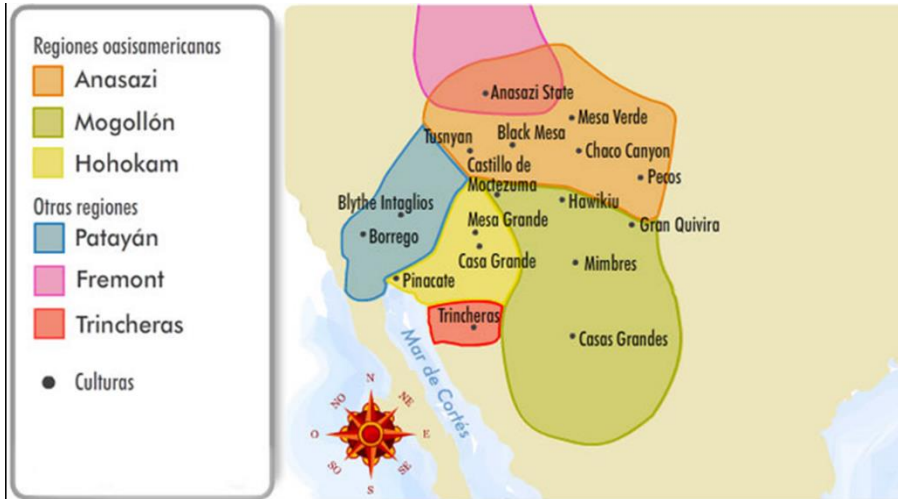 Regiones oasisamericanas
Anasazi
Mogollón
Hohokam
Otras regiones
Patayán
Fremont
Trincheras
Culturas
Anasazi State
Mesa Verde
Black Mesa
Tusnyan
Chaco Canyon
Castillo de
Moctezuma
Pecos
Blythe Intaglios
Hawikiu
Mesa Grande
Gran Quivira
Borrego
Casa Grande
Mimbres
Pinacate
Trincheras
Casas Grandes
Mar de Cortés
N
NO
NE
O
E
SO
SE
S